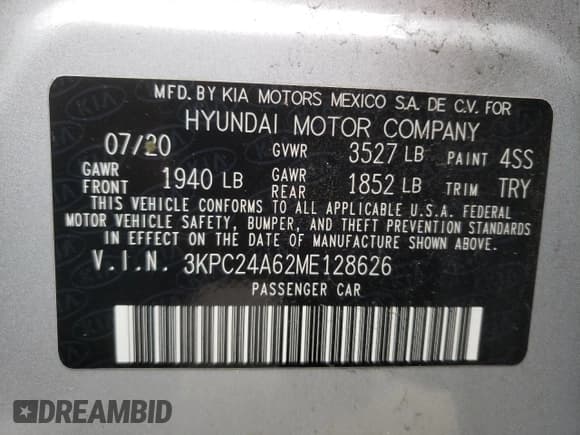 MFD. BY KIA MOTORS MEXICO S.A. DE C.V. FOR
HYUNDAI MOTOR COMPANY
07/20 GVWR 3527 LB PAINT 4SS
GAWR FRONT 1940 LB GAWR REAR 1852 LB TRIM TRY
THIS VEHICLE CONFORMS TO ALL APPLICABLE U.S.A. FEDERAL
MOTOR VEHICLE SAFETY, BUMPER, AND THEFT PREVENTION STANDARDS
IN EFFECT ON THE DATE OF MANUFACTURE SHOWN ABOVE.
V.I.N. 3KPC24A62ME128626
PASSENGER CAR
DREAMBID